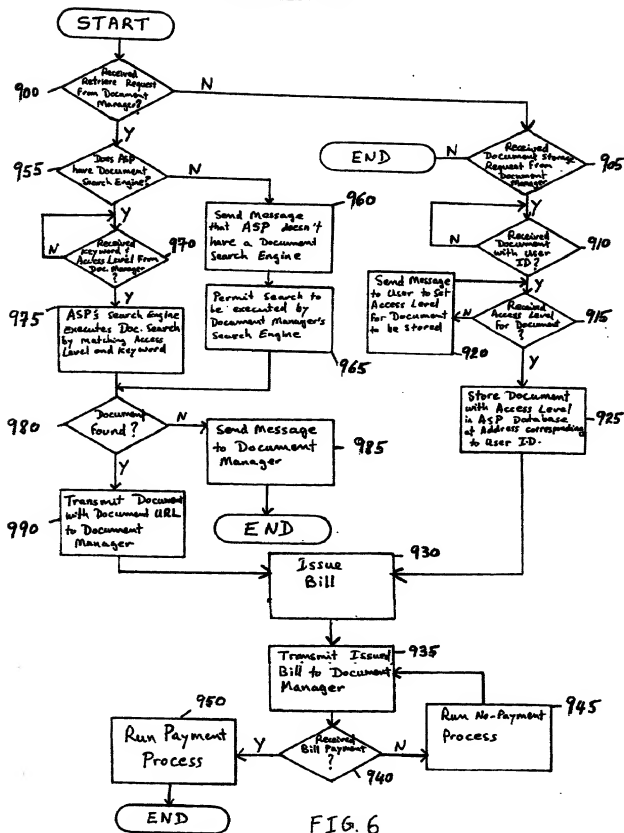 START
Received
Retrieve Request
From Document
Manager?
900
N
Y
Does ASP
have Document
Search Engine?
955
N
Y
END
N
Received
Document Storage
Request From
Document
Manager
905
Y
960
Send Message
that ASP doesn't
have a Document
Search Engine
Received
Keyword &
Access Level From
Doc. Manager
?
970
N
Y
Received
Document
with User
ID?
910
N
Y
975
ASP's Search Engine
executes Doc. Search
by matching Access
Level and Keyword
Permit Search to
be executed by
Document Manager's
Search Engine
965
Send Message
to User to Set
Access Level
for Document
to be stored
920
N
Received
Access Level
for Document
?
915
Y
980
Document
Found?
N
Y
Send Message
to Document
Manager
985
END
Store Document
with Access Level
in ASP Database
at Address corresponding
to User I.D.
925
990
Transmit Document
with Document URL
to Document
Manager
930
Issue
Bill
935
Transmit Issued
Bill to Document
Manager
950
Run Payment
Process
Y
Received
Bill Payment
?
940
N
Run No-Payment
Process
945
END
FIG. 6